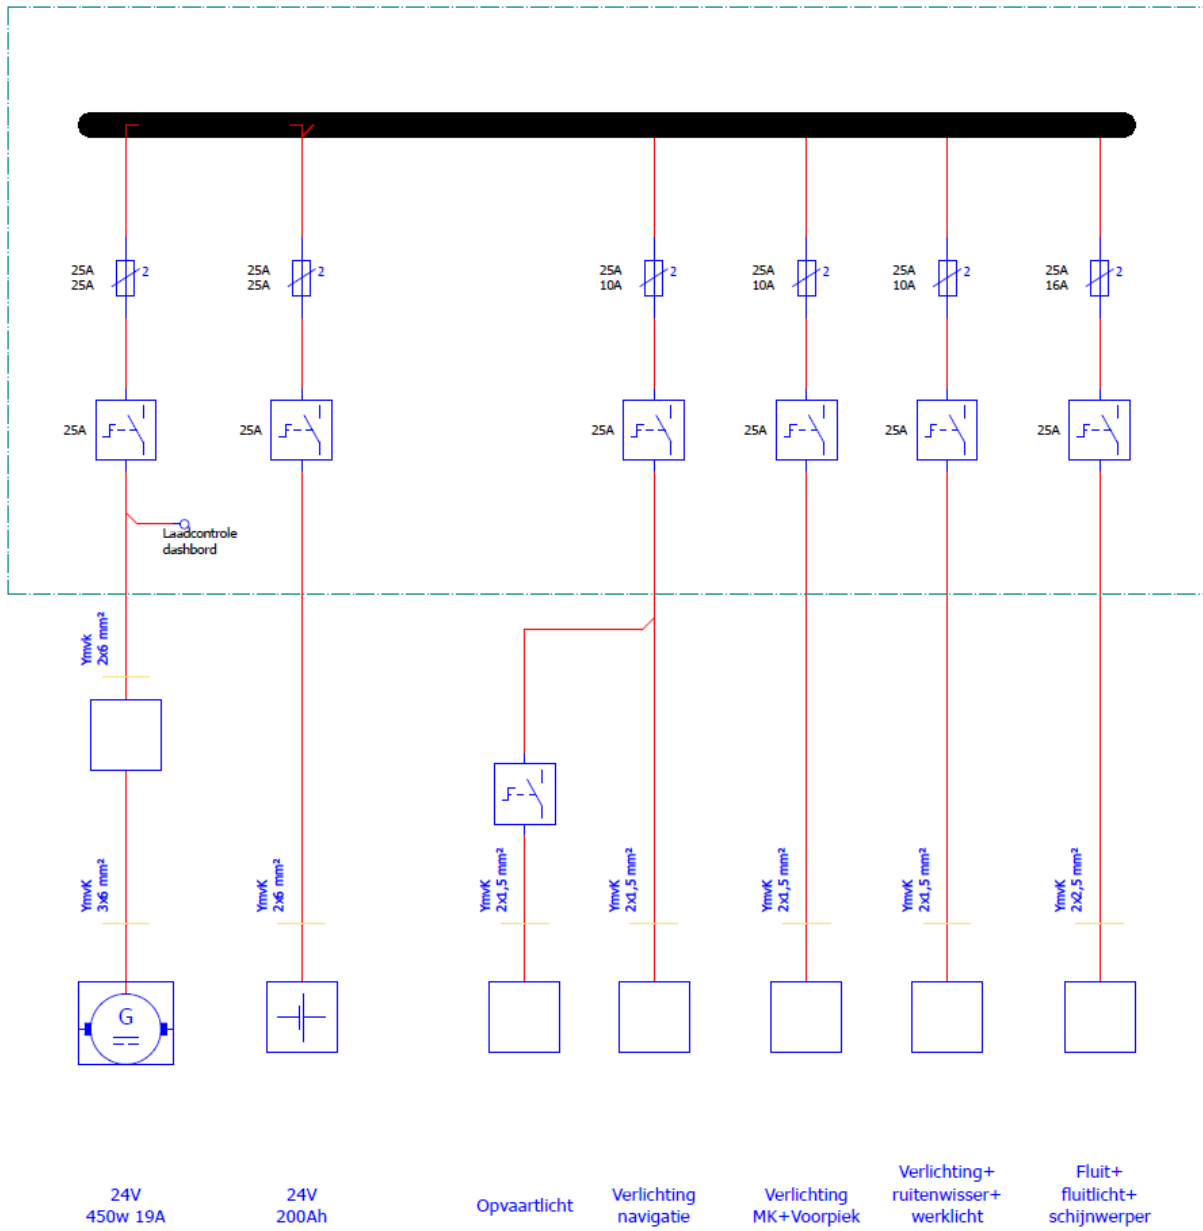 25A
25A
2
25A
25A
2
25A
10A
2
25A
10A
2
25A
10A
2
25A
16A
2
25A
25A
25A
25A
25A
25A
Laadcontrole
dashbord
Ymvk
2x6 mm²
YmvK
3x6 mm²
YmvK
2x6 mm²
YmvK
2x1,5 mm²
YmvK
2x1,5 mm²
YmvK
2x1,5 mm²
YmvK
2x1,5 mm²
YmvK
2x2,5 mm²
G
24V
450w 19A
24V
200Ah
Opvaartlicht
Verlichting
navigatie
Verlichting
MK+Voorpiek
Verlichting+
ruitenwisser+
werklicht
Fluit+
fluitlicht+
schijnwerper